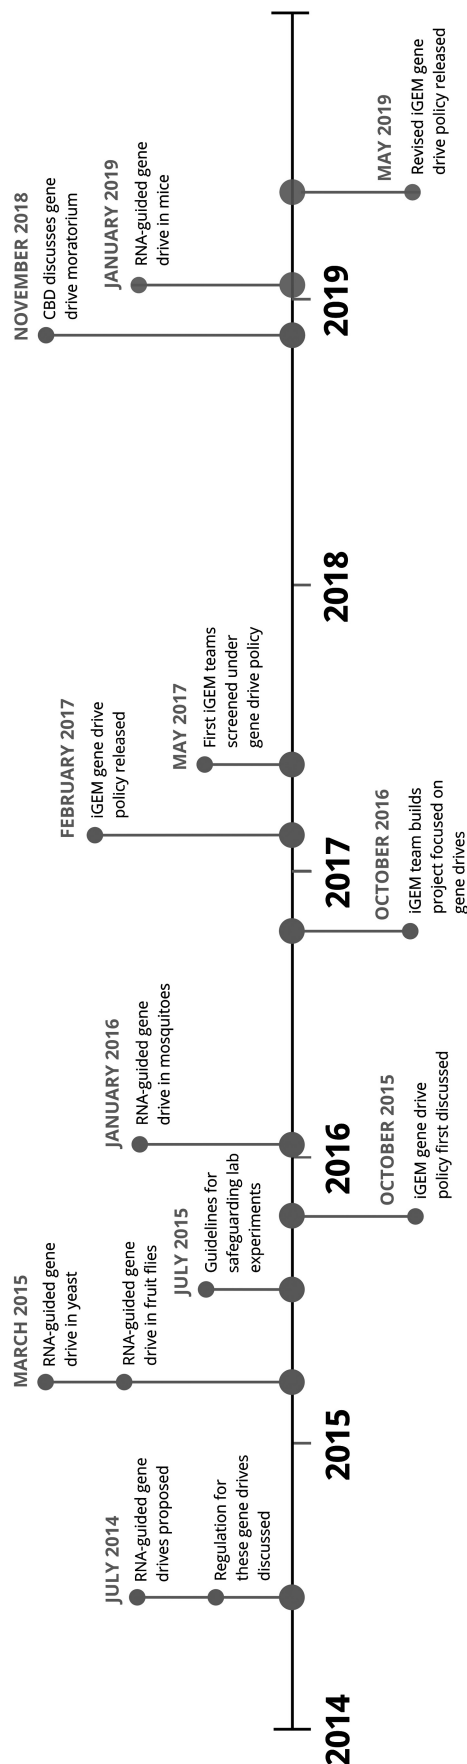 JULY 2014
RNA-guided gene
drives proposed
Regulation for
these gene drives
discussed
MARCH 2015
RNA-guided gene
drive in yeast
RNA-guided gene
drive in fruit flies
JULY 2015
Guidelines for
safeguarding lab
experiments
JANUARY 2016
RNA-guided gene
drive in mosquitoes
FEBRUARY 2017
iGEM gene drive
policy released
MAY 2017
First iGEM teams
screened under
gene drive policy
NOVEMBER 2018
CBD discusses gene
drive moratorium
JANUARY 2019
RNA-guided gene
drive in mice
2014
2015
2016
2017
2018
2019
OCTOBER 2015
iGEM gene drive
policy first discussed
OCTOBER 2016
iGEM team builds
project focused on
gene drives
MAY 2019
Revised iGEM gene
drive policy released